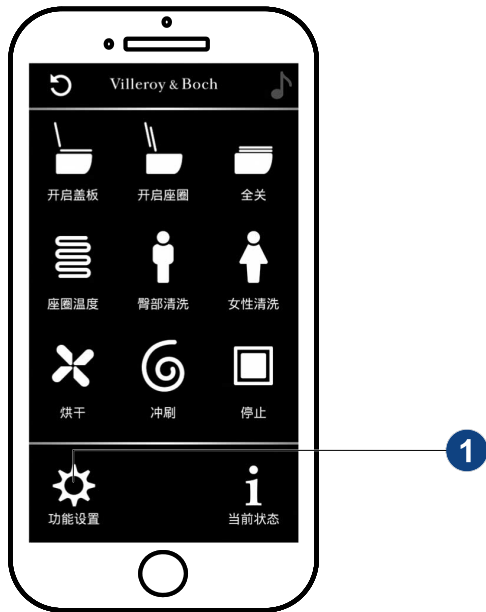 Villeroy & Boch
开启盖板 开启座圈 全关
座圈温度 臀部清洗 女性清洗
烘干 冲刷 停止
1
功能设置 当前状态